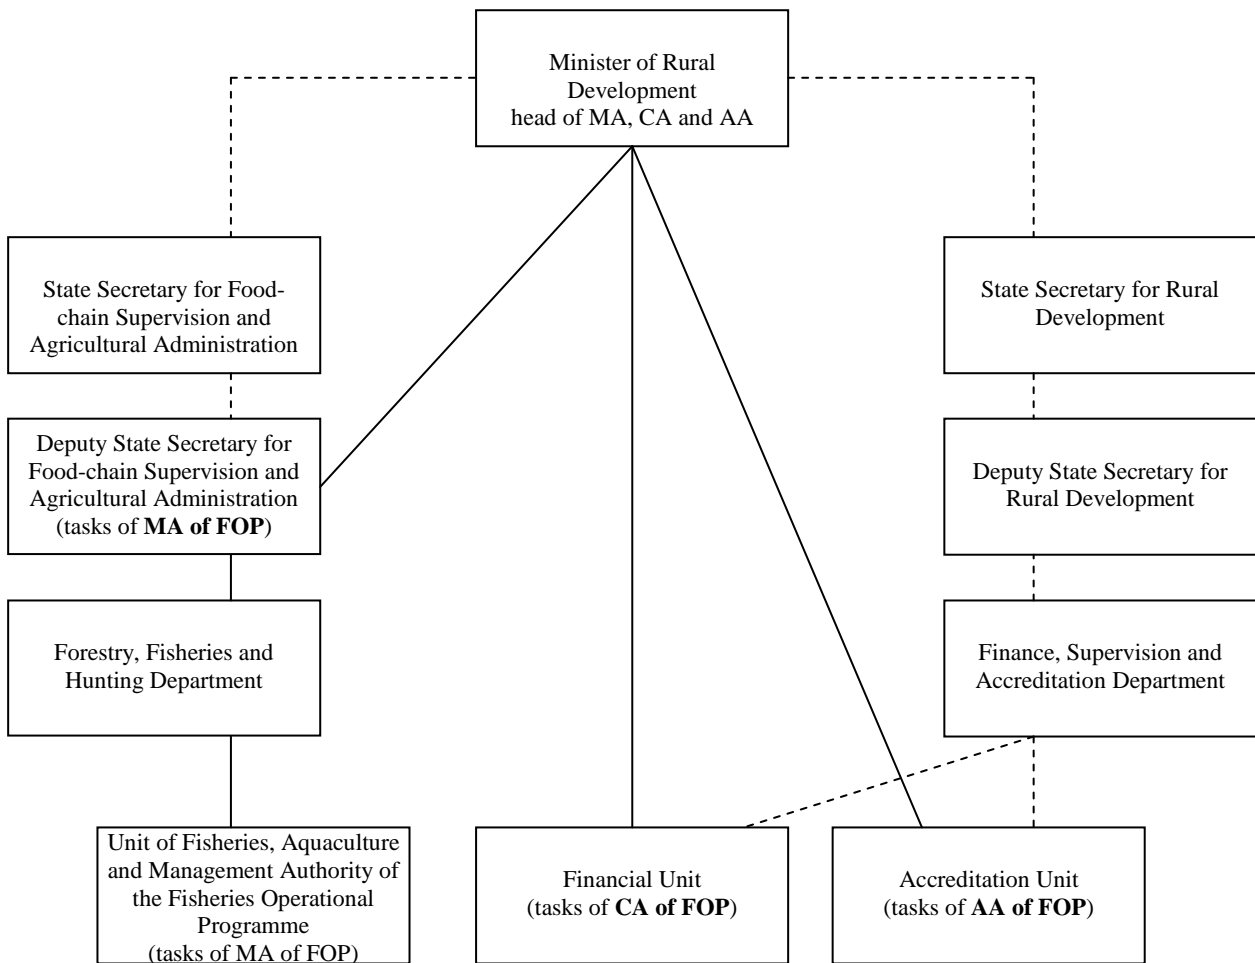 Minister of Rural
Development
head of MA, CA and AA
State Secretary for Food-
chain Supervision and
Agricultural Administration
State Secretary for Rural
Development
Deputy State Secretary for
Food-chain Supervision and
Agricultural Administration
(tasks of MA of FOP)
Deputy State Secretary for
Rural Development
Forestry, Fisheries and
Hunting Department
Finance, Supervision and
Accreditation Department
Unit of Fisheries, Aquaculture
and Management Authority of
the Fisheries Operational
Programme
(tasks of MA of FOP)
Financial Unit
(tasks of CA of FOP)
Accreditation Unit
(tasks of AA of FOP)